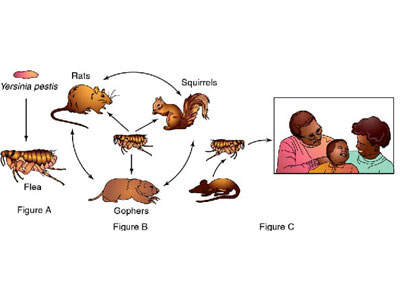 Rats
Squirrels
Yersinia pestis
Flea
Gophers
Figure A
Figure B
Figure C